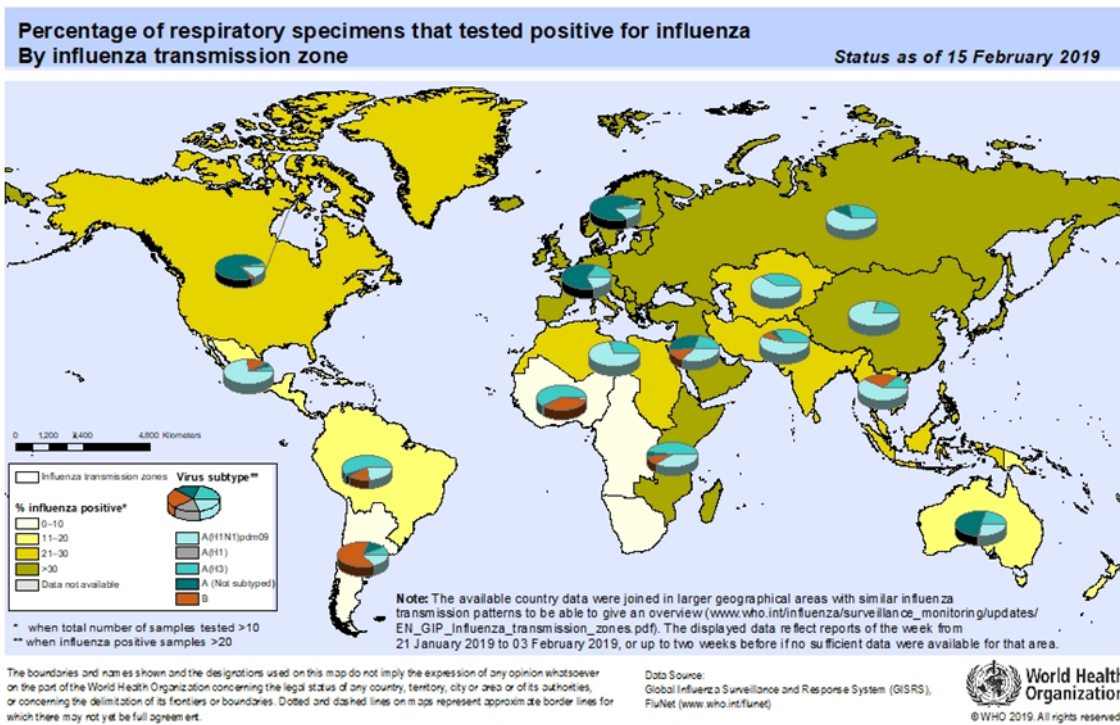 Percentage of respiratory specimens that tested positive for influenza
By influenza transmission zone
Status as of 15 February 2019
0 1,200 2,400 4,800 Kilometers
Influenza transmission zones
% influenza positive*
0-10
11-20
21-30
>30
Data not available
Virus subtype**
A(H1N1)pdm09
A(H1)
A(H3)
A (Not subtyped)
B
* when total number of samples tested >10
** when influenza positive samples >20
Note: The available country data were joined in larger geographical areas with similar influenza
transmission patterns to be able to give an overview (www.who.int/influenza/surveillance_monitoring/updates/
EN_GIP_Influenza_transmission_zones.pdf). The displayed data reflect reports of the week from
21 January 2019 to 03 February 2019, or up to two weeks before if no sufficient data were available for that area.
The boundaries and names shown and the designations used on this map do not imply the expression of any opinion whatsoever
on the part of the World Health Organization concerning the legal status of any country, territory, city or area or of its authorities,
or concerning the delimitation of its frontiers or boundaries. Dotted and dashed lines on maps represent approximate border lines for
which there may not yet be full agreement.
Data Source:
Global Influenza Surveillance and Response System (GISRS),
FluNet (www.who.int/flunet)
World Health
Organization
© WHO 2019. All rights reserved